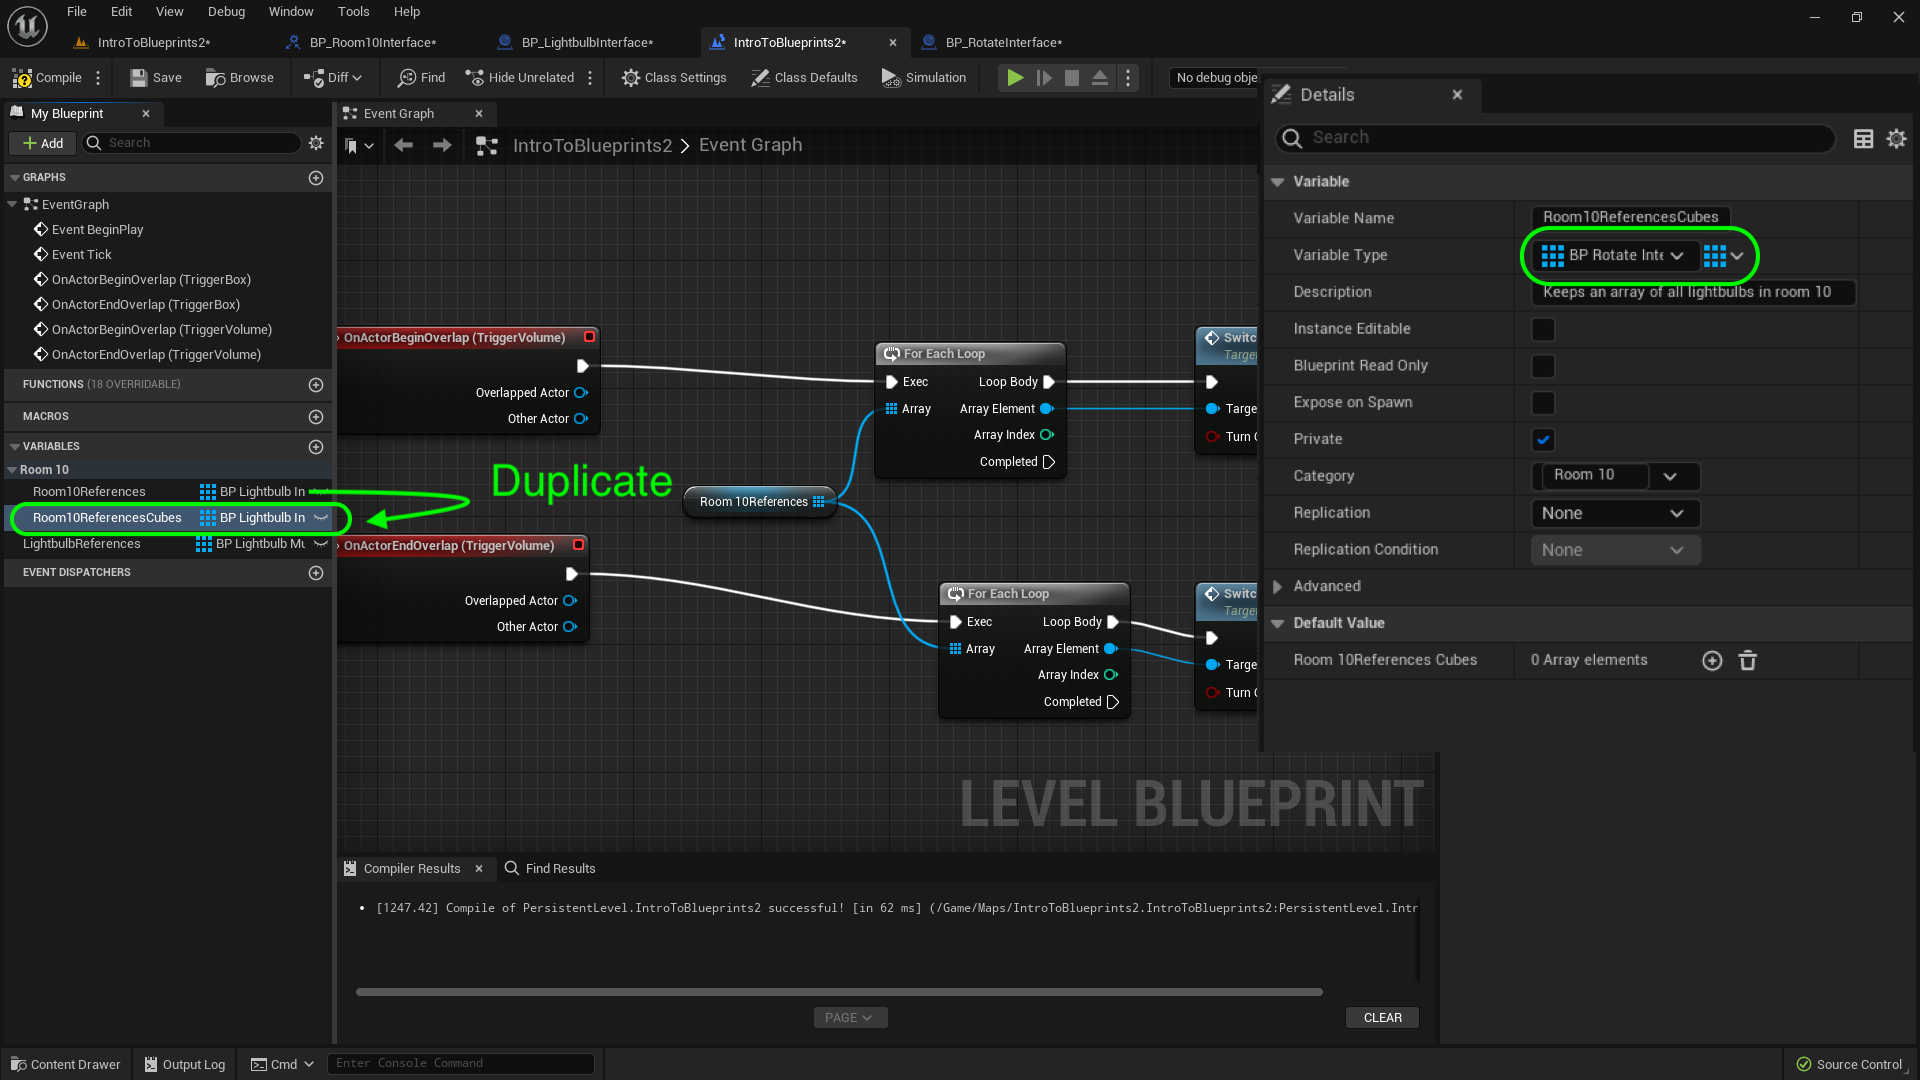 File Edit View Debug Window Tools Help
IntroToBlueprints2* BP_Room10Interface* BP_LightbulbInterface* IntroToBlueprints2* BP_RotateInterface*
Compile Save Browse Diff Find Hide Unrelated Class Settings Class Defaults Simulation No debug obje
My Blueprint
Add Search
GRAPHS
EventGraph
Event BeginPlay
Event Tick
OnActorBeginOverlap (TriggerBox)
OnActorEndOverlap (TriggerBox)
OnActorBeginOverlap (TriggerVolume)
OnActorEndOverlap (TriggerVolume)
FUNCTIONS (18 OVERRIDABLE)
MACROS
VARIABLES
Room 10
Room10References BP Lightbulb In
Room10ReferencesCubes BP Lightbulb In
LightbulbReferences BP Lightbulb Mu
EVENT DISPATCHERS
Event Graph
IntroToBlueprints2 > Event Graph
OnActorBeginOverlap (TriggerVolume)
Overlapped Actor
Other Actor
For Each Loop
Exec Loop Body
Array Array Element
Array Index
Completed
Switc
Target
Targe
Turn O
Duplicate
Room 10References
OnActorEndOverlap (TriggerVolume)
Overlapped Actor
Other Actor
For Each Loop
Exec Loop Body
Array Array Element
Array Index
Completed
Switc
Target
Targe
Turn O
LEVEL BLUEPRINT
Details
Search
Variable
Variable Name Room10ReferencesCubes
Variable Type BP Rotate Inte
Description Keeps an array of all lightbulbs in room 10
Instance Editable
Blueprint Read Only
Expose on Spawn
Private
Category Room 10
Replication None
Replication Condition None
Advanced
Default Value
Room 10References Cubes 0 Array elements
Compiler Results Find Results
• [1247.42] Compile of PersistentLevel.IntroToBlueprints2 successful! [in 62 ms] (/Game/Maps/IntroToBlueprints2.IntroToBlueprints2:PersistentLevel.Intr
PAGE CLEAR
Content Drawer Output Log Cmd Enter Console Command Source Control